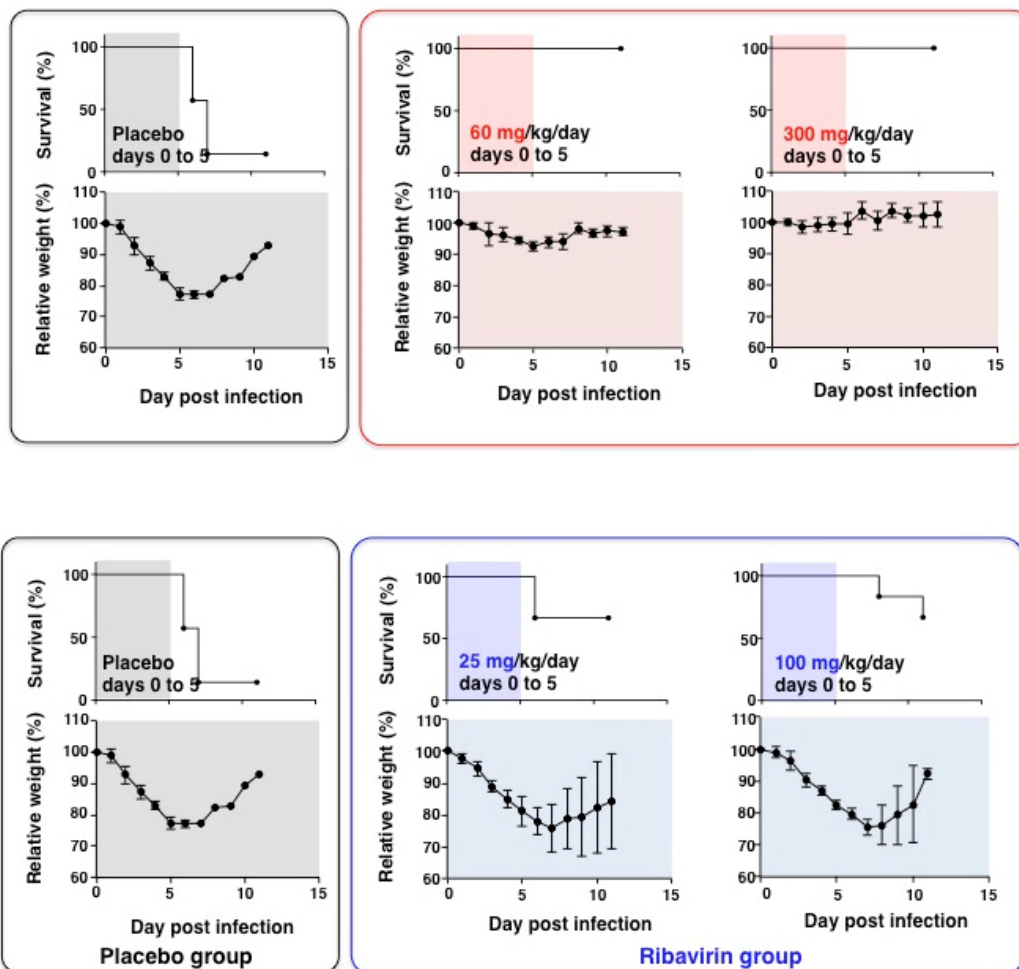 Survival (%)
100
50
0
Placebo
days 0 to 5
Relative weight (%)
110
100
90
80
70
60
0
5
10
15
Day post infection
Survival (%)
100
50
0
60 mg/kg/day
days 0 to 5
Relative weight (%)
110
100
90
80
70
60
0
5
10
15
Day post infection
100
50
0
300 mg/kg/day
days 0 to 5
110
100
90
80
70
60
0
5
10
15
Day post infection
Survival (%)
100
50
0
Placebo
days 0 to 5
Relative weight (%)
110
100
90
80
70
60
0
5
10
15
Day post infection
Placebo group
Survival (%)
100
50
0
25 mg/kg/day
days 0 to 5
Relative weight (%)
110
100
90
80
70
60
0
5
10
15
Day post infection
100
50
0
100 mg/kg/day
days 0 to 5
110
100
90
80
70
60
0
5
10
15
Day post infection
Ribavirin group